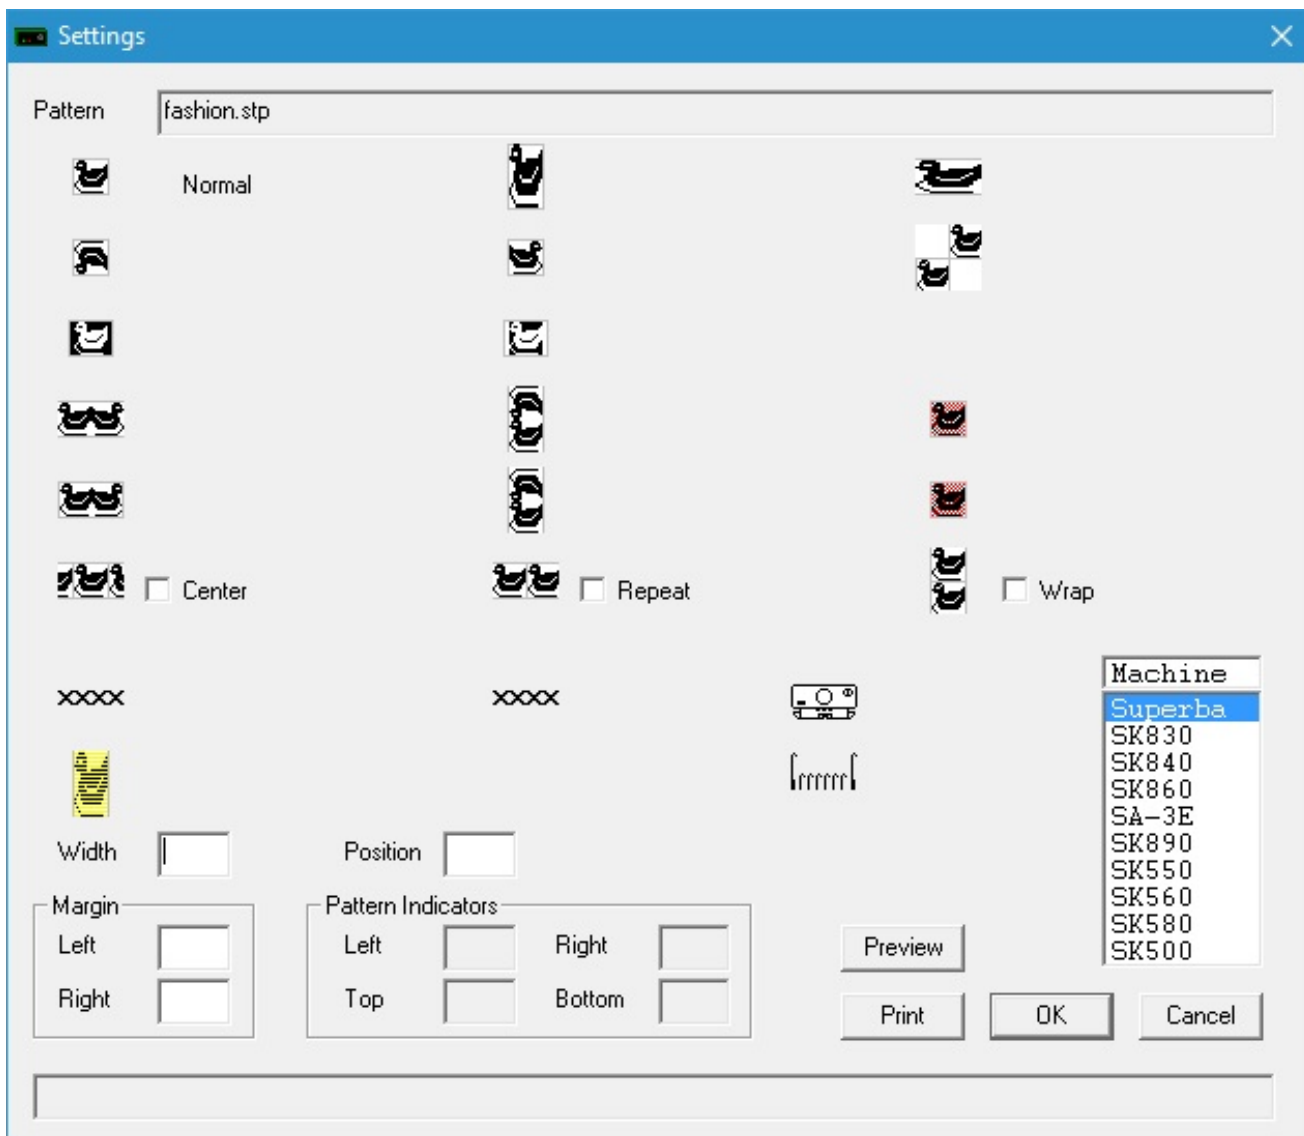 Settings
Pattern fashion.stp
Normal
Center Repeat Wrap
xxxx xxxx
Machine
Superba
SK830
SK840
SK860
SA-3E
SK890
SK550
SK560
SK580
SK500
Width Position
Margin Pattern Indicators
Left Left Right Preview
Right Top Bottom Print OK Cancel